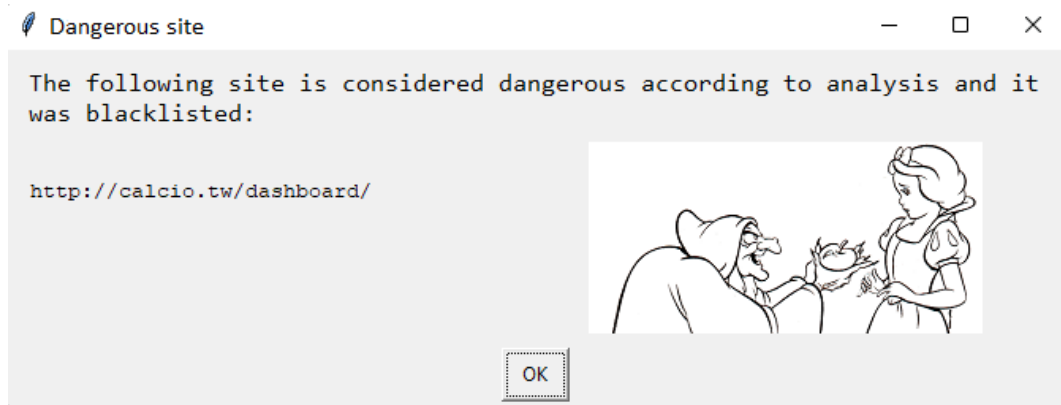 Dangerous site
The following site is considered dangerous according to analysis and it
was blacklisted:
http://calcio.tw/dashboard/
OK